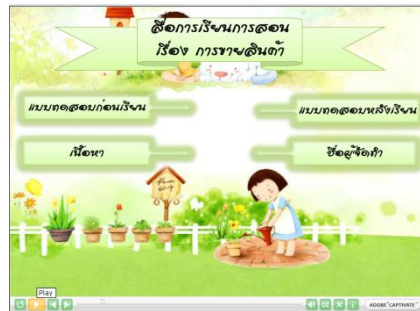 สื่อการเรียนการสอน
เรื่อง การขายสินค้า
แบบทดสอบก่อนเรียน
แบบทดสอบหลังเรียน
เนื้อหา
ชื่อผู้จัดทำ
Play
CC
ADOBE CAPTIVATE